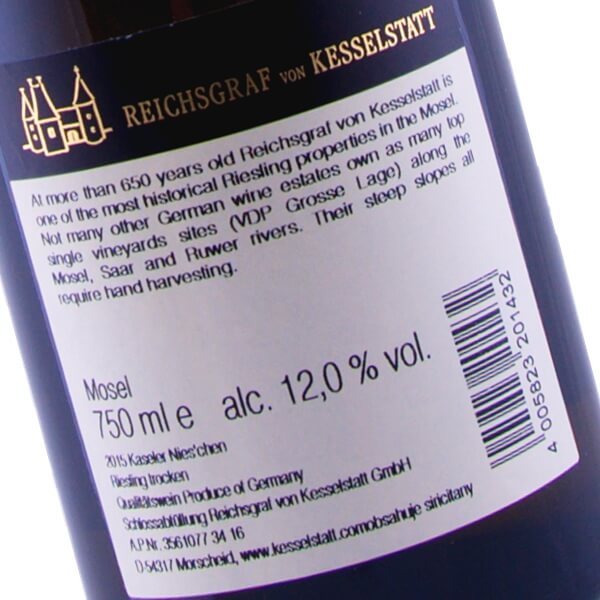 REICHSGRAF VON KESSELSTATT
At more than 650 years old Reichsgraf von Kesselstatt is
one of the most historical Riesling properties in the Mosel.
Not many other German wine estates own as many top
single vineyards sites (VDP Grosse Lage) along the
Mosel, Saar and Ruwer rivers. Their steep slopes all
require hand harvesting.
Mosel
750 ml e alc. 12,0 % vol.
2015 Kaseler Nies'chen
Riesling trocken
Qualitätswein Produce of Germany
Schlossabfüllung Reichsgraf von Kesselstatt GmbH
A.P.Nr. 3561077 34 16
D-54317 Morscheid, www.kesselstatt.comobsahuje siricitany
4 005823 201432